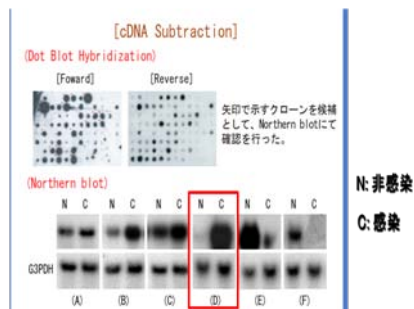 [cDNA Subtraction]
(Dot Blot Hybridization)
[Foward]
[Reverse]
矢印で示すクローンを候補
として、Northern blotにて
確認を行った。
(Northern blot)
N C N C N C N C N C N C
G3PDH
(A) (B) (C) (D) (E) (F)
N: 非感染
C: 感染